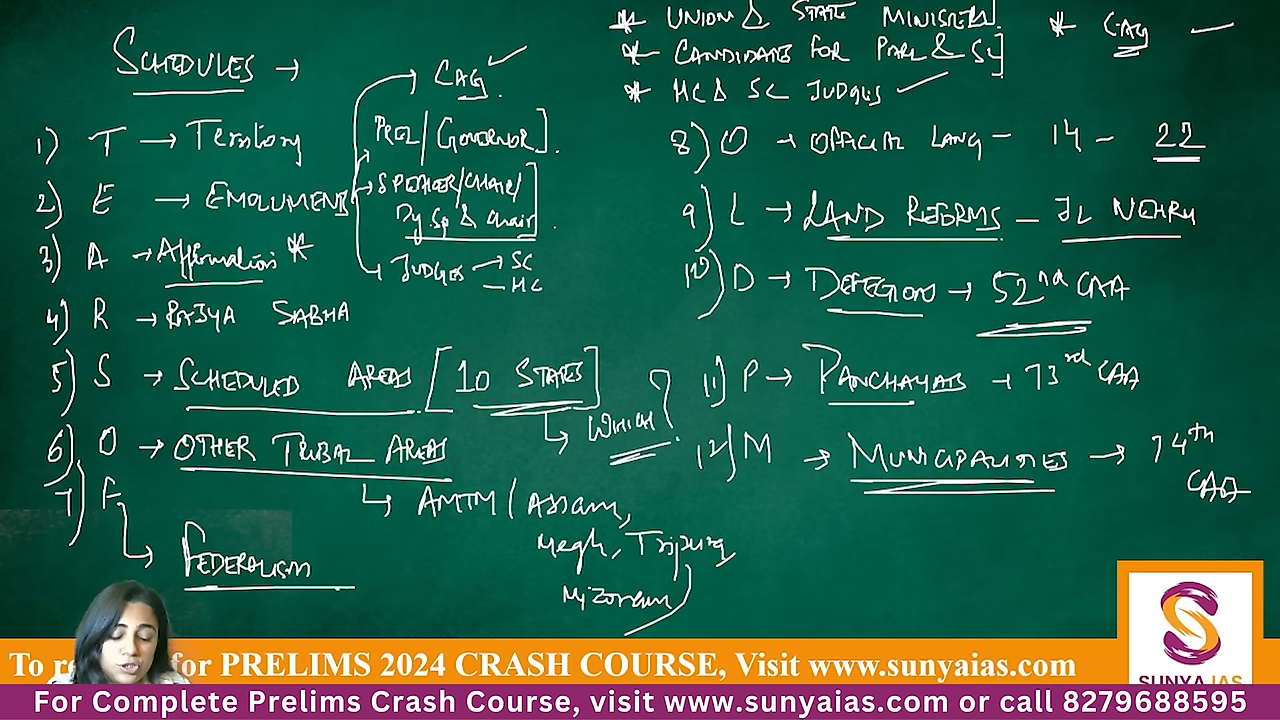 * UNION & STATE MINISTERS]
* CAG —
* CANDIDATES FOR PARL & SL]
* HC & SC JUDGES ✓
SCHEDULES →
→ CAG ✓
1) T → Territory
PREZ/GOVERNOR].
2) E → EMOLUMENTS
→ SPEAKER/CHAIR/
Dy. Sp & Chair].
3) A → Affirmation *
→ JUDGES → SC
— HC
4) R → RAJYA SABHA
5) S → SCHEDULED AREAS [10 STATES]
↳ WHICH?
6) O → OTHER TRIBAL AREAS
↳ AMTM (Assam,
Megh, Tripura
Mizoram)
7) F
↳ FEDERALISM
8) O → OFFICIAL LANG — 14 — 22
9) L → LAND REFORMS — JL NEHRU
10) D → DEFECTION → 52nd CAA
11) P → PANCHAYATS → 73rd CAA
12) M → MUNICIPALITIES → 74th
CAA
SUNYA IAS
To re for PRELIMS 2024 CRASH COURSE, Visit www.sunyaias.com
For Complete Prelims Crash Course, visit www.sunyaias.com or call 8279688595